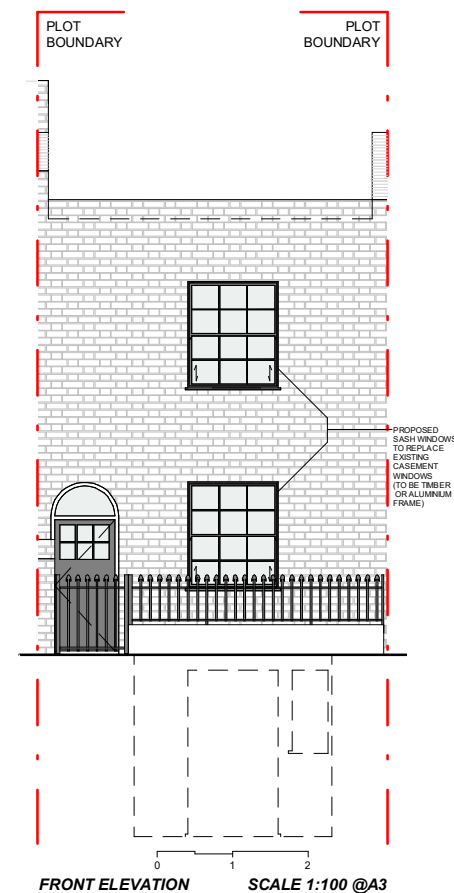 PLOT
BOUNDARY
PLOT
BOUNDARY
PROPOSED
SASH WINDOWS
TO REPLACE
EXISTING
CASEMENT
WINDOWS
(TO BE TIMBER
OR ALUMINIUM
FRAME)
0 1 2
FRONT ELEVATION SCALE 1:100 @A3